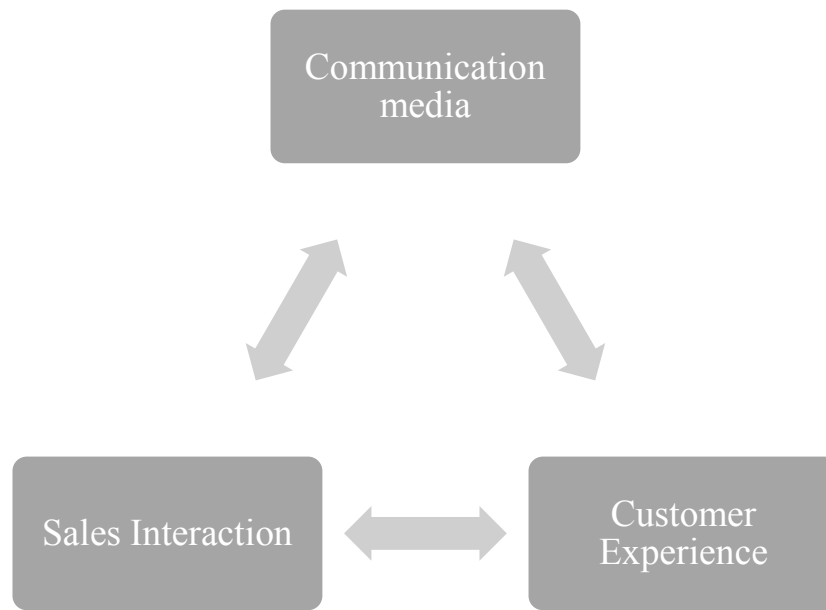 Communication
media
Sales Interaction
Customer
Experience